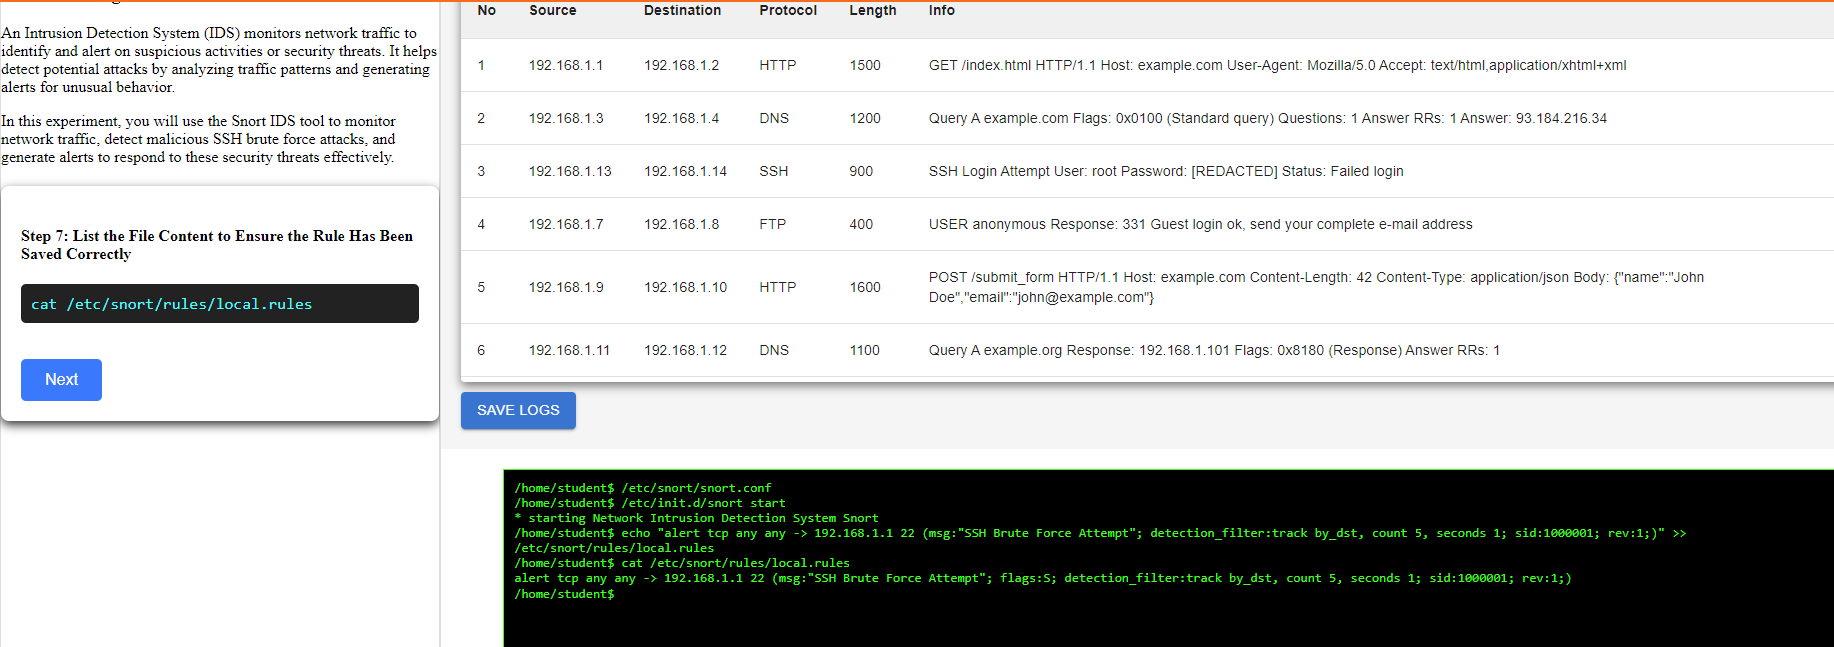 An Intrusion Detection System (IDS) monitors network traffic to
identify and alert on suspicious activities or security threats. It helps
detect potential attacks by analyzing traffic patterns and generating
alerts for unusual behavior.
In this experiment, you will use the Snort IDS tool to monitor
network traffic, detect malicious SSH brute force attacks, and
generate alerts to respond to these security threats effectively.
Step 7: List the File Content to Ensure the Rule Has Been
Saved Correctly
cat /etc/snort/rules/local.rules
Next
No Source Destination Protocol Length Info
1 192.168.1.1 192.168.1.2 HTTP 1500 GET /index.html HTTP/1.1 Host: example.com User-Agent: Mozilla/5.0 Accept: text/html,application/xhtml+xml
2 192.168.1.3 192.168.1.4 DNS 1200 Query A example.com Flags: 0x0100 (Standard query) Questions: 1 Answer RRs: 1 Answer: 93.184.216.34
3 192.168.1.13 192.168.1.14 SSH 900 SSH Login Attempt User: root Password: [REDACTED] Status: Failed login
4 192.168.1.7 192.168.1.8 FTP 400 USER anonymous Response: 331 Guest login ok, send your complete e-mail address
5 192.168.1.9 192.168.1.10 HTTP 1600 POST /submit_form HTTP/1.1 Host: example.com Content-Length: 42 Content-Type: application/json Body: {"name":"John
Doe","email":"john@example.com"}
6 192.168.1.11 192.168.1.12 DNS 1100 Query A example.org Response: 192.168.1.101 Flags: 0x8180 (Response) Answer RRs: 1
SAVE LOGS
/home/student$ /etc/snort/snort.conf
/home/student$ /etc/init.d/snort start
* starting Network Intrusion Detection System Snort
/home/student$ echo "alert tcp any any -> 192.168.1.1 22 (msg:"SSH Brute Force Attempt"; detection_filter:track by_dst, count 5, seconds 1; sid:1000001; rev:1;)" >>
/etc/snort/rules/local.rules
/home/student$ cat /etc/snort/rules/local.rules
alert tcp any any -> 192.168.1.1 22 (msg:"SSH Brute Force Attempt"; flags:S; detection_filter:track by_dst, count 5, seconds 1; sid:1000001; rev:1;)
/home/student$